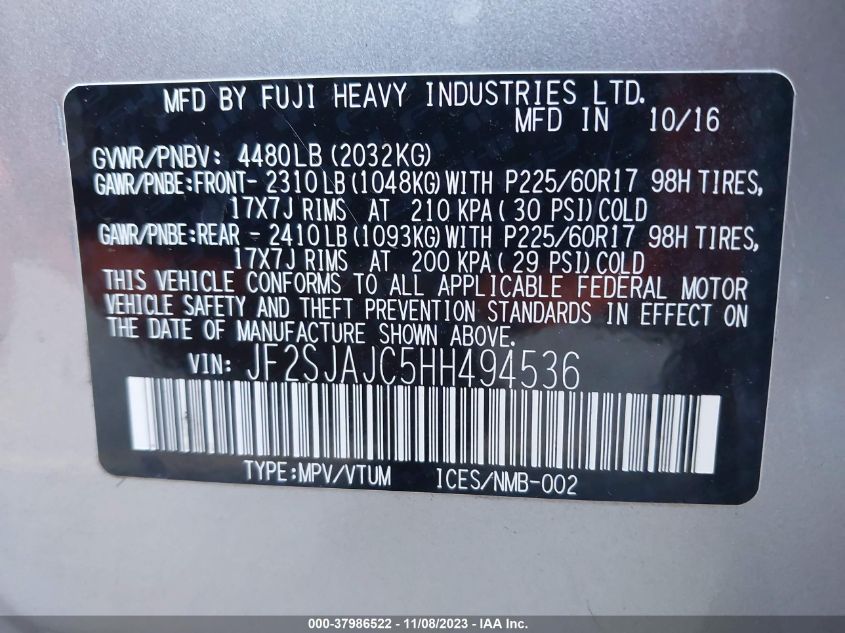 MFD BY FUJI HEAVY INDUSTRIES LTD.
MFD IN 10/16
GVWR/PNBV: 4480LB (2032KG)
GAWR/PNBE:FRONT- 2310LB (1048KG) WITH P225/60R17 98H TIRES,
17X7J RIMS AT 210 KPA ( 30 PSI) COLD
GAWR/PNBE:REAR - 2410LB (1093KG) WITH P225/60R17 98H TIRES,
17X7J RIMS AT 200 KPA ( 29 PSI) COLD
THIS VEHICLE CONFORMS TO ALL APPLICABLE FEDERAL MOTOR
VEHICLE SAFETY AND THEFT PREVENTION STANDARDS IN EFFECT ON
THE DATE OF MANUFACTURE SHOWN ABOVE.
VIN: JF2SJAJC5HH494536
TYPE:MPV/VTUM ICES/NMB-002
000-37986522 - 11/08/2023 - IAA Inc.